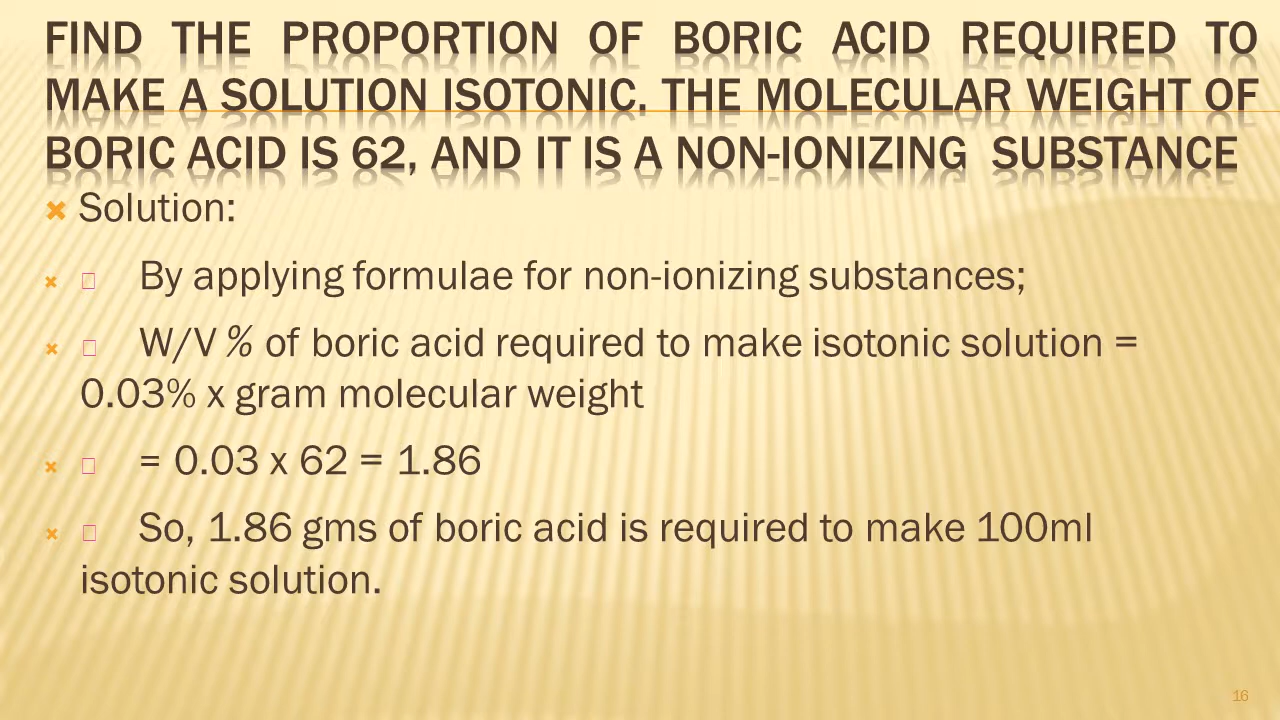 FIND THE PROPORTION OF BORIC ACID REQUIRED TO
MAKE A SOLUTION ISOTONIC. THE MOLECULAR WEIGHT OF
BORIC ACID IS 62, AND IT IS A NON-IONIZING SUBSTANCE
Solution:
By applying formulae for non-ionizing substances;
W/V % of boric acid required to make isotonic solution =
0.03% x gram molecular weight
= 0.03 x 62 = 1.86
So, 1.86 gms of boric acid is required to make 100ml
isotonic solution.
16